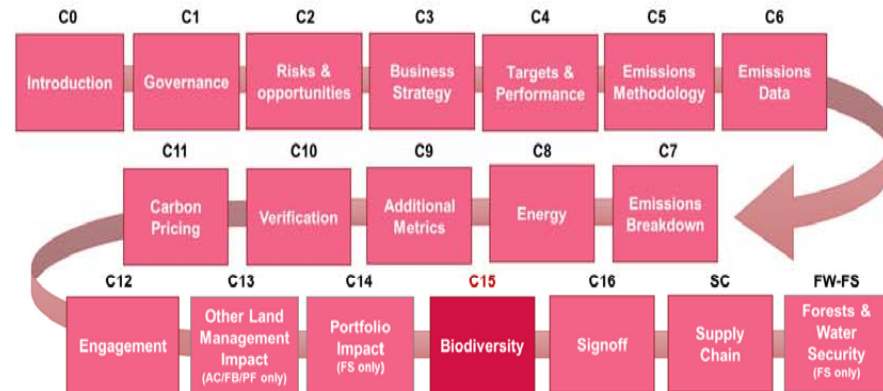 C0
C1
C2
C3
C4
C5
C6
Introduction
Governance
Risks &
opportunities
Business
Strategy
Targets &
Performance
Emissions
Methodology
Emissions
Data
C11
C10
C9
C8
C7
Carbon
Pricing
Verification
Additional
Metrics
Energy
Emissions
Breakdown
C12
C13
C14
C15
C16
SC
FW-FS
Engagement
Other Land
Management
Impact
(AC/FB/PF only)
Portfolio
Impact
(FS only)
Biodiversity
Signoff
Supply
Chain
Forests &
Water
Security
(FS only)